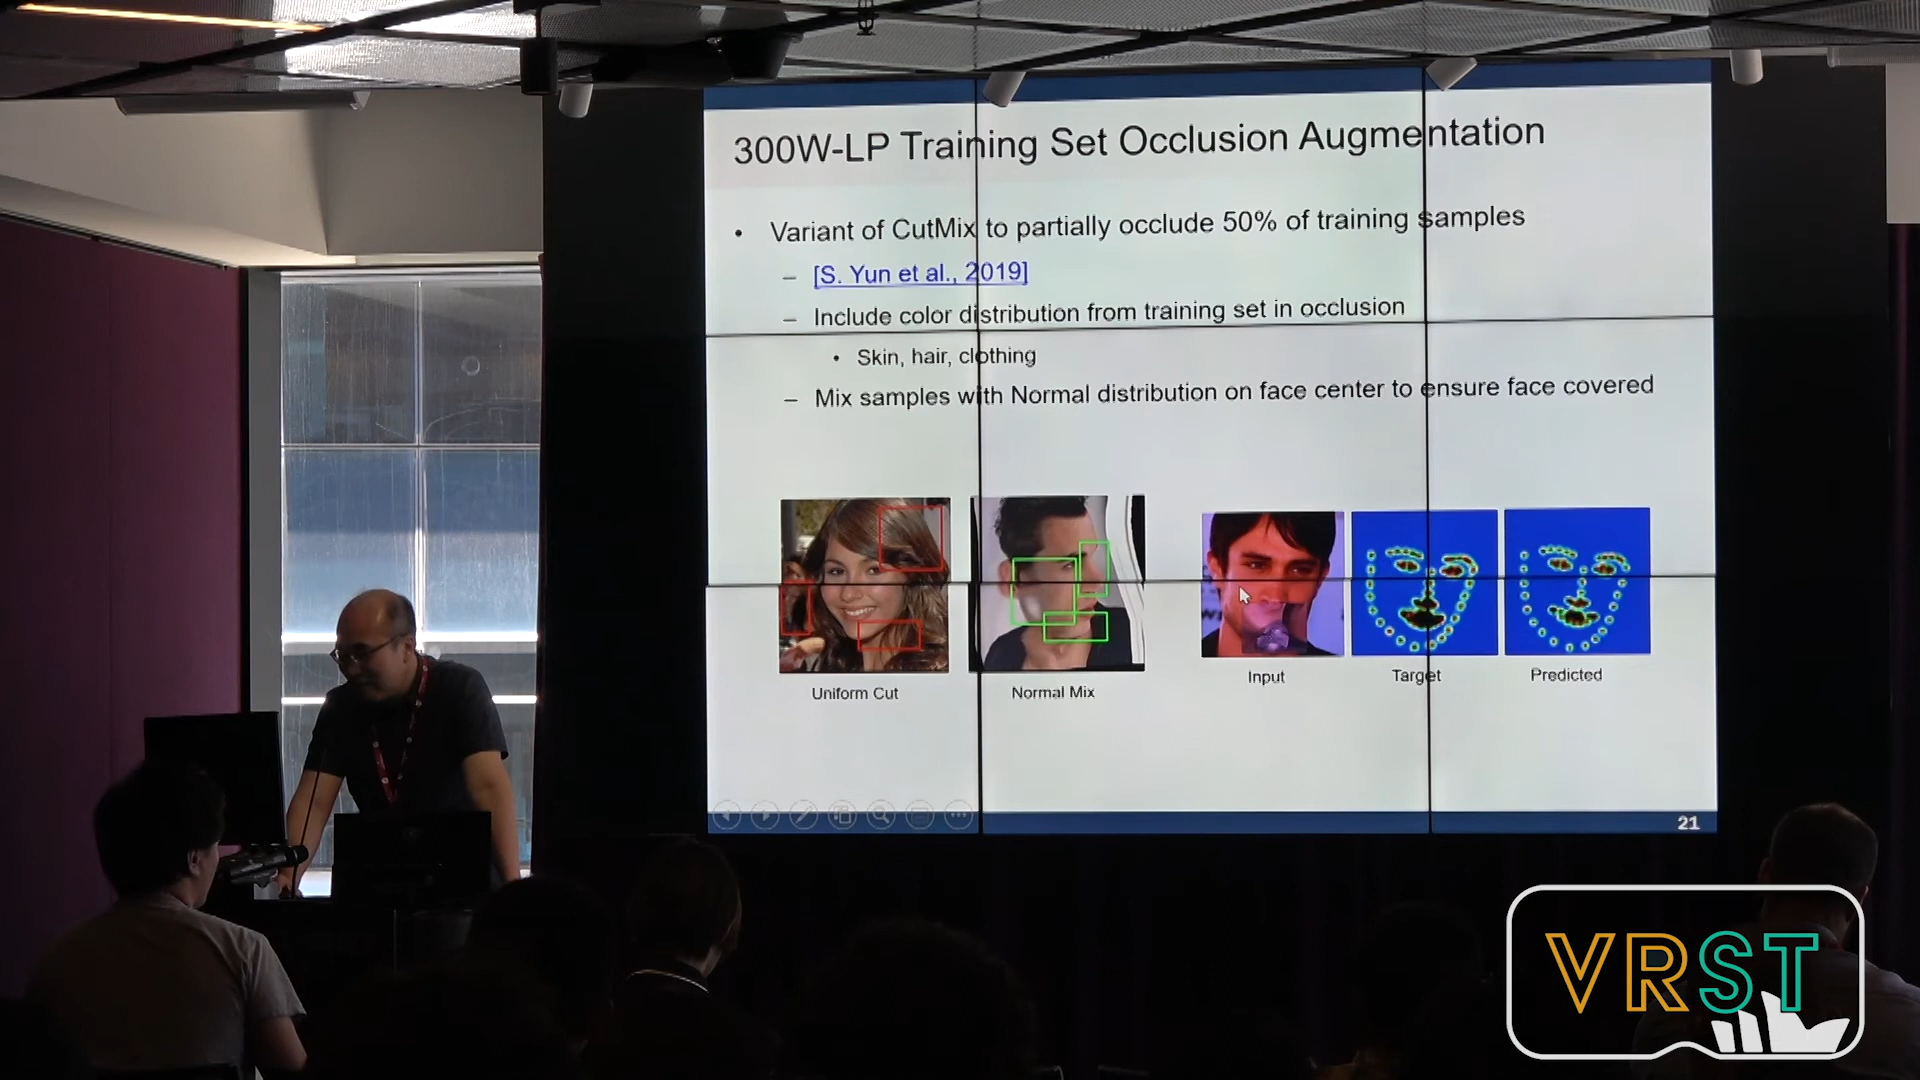 300W-LP Training Set Occlusion Augmentation
• Variant of CutMix to partially occlude 50% of training samples
– [S. Yun et al., 2019]
– Include color distribution from training set in occlusion
• Skin, hair, clothing
– Mix samples with Normal distribution on face center to ensure face covered
Uniform Cut
Normal Mix
Input
Target
Predicted
21
VRST